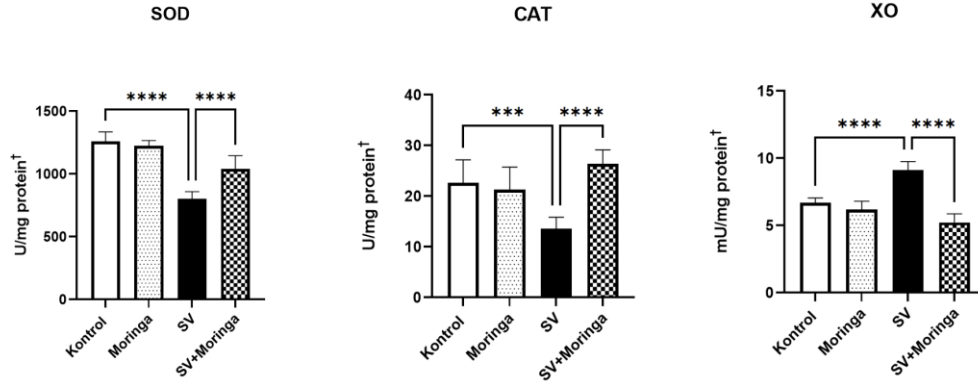 SOD
CAT
XO
U/mg protein†
1500
1000
500
0
****
****
Kontrol
Moringa
SV
SV+Moringa
U/mg protein†
40
30
20
10
0
***
****
Kontrol
Moringa
SV
SV+Moringa
mU/mg protein†
15
10
5
0
****
****
Kontrol
Moringa
SV
SV+Moringa